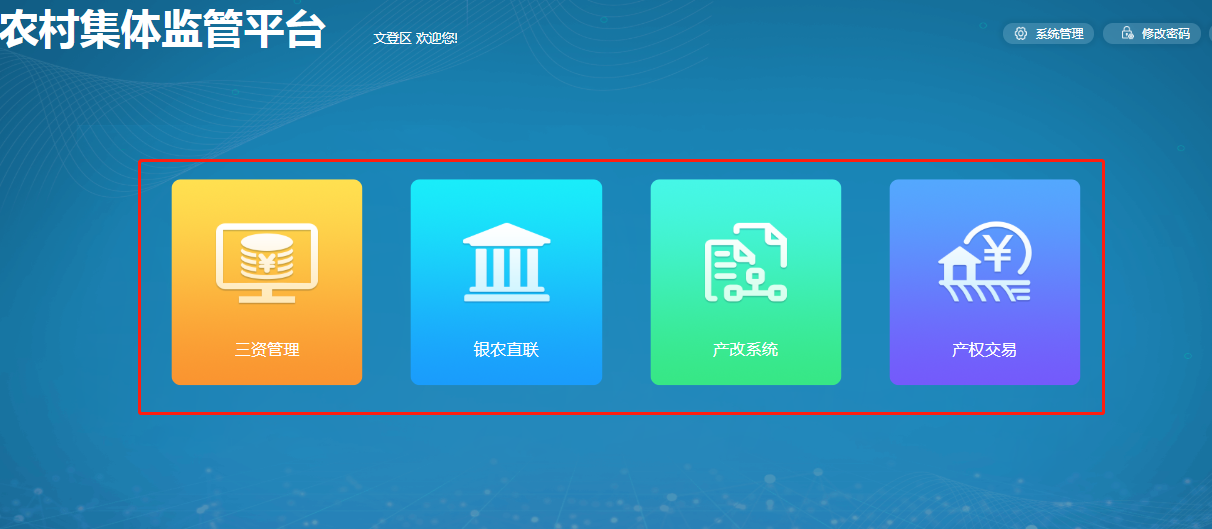 农村集体监管平台
文登区 欢迎您!
系统管理
修改密码
三资管理
银农直联
产改系统
产权交易